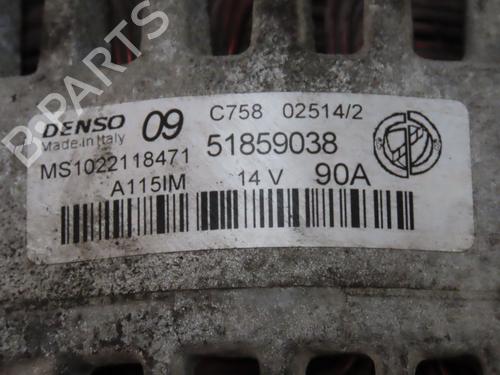 B-PARTS
DENSO 09 C758 02514/2
Made in Italy
MS1022118471 51859038
A115IM 14 V 90A